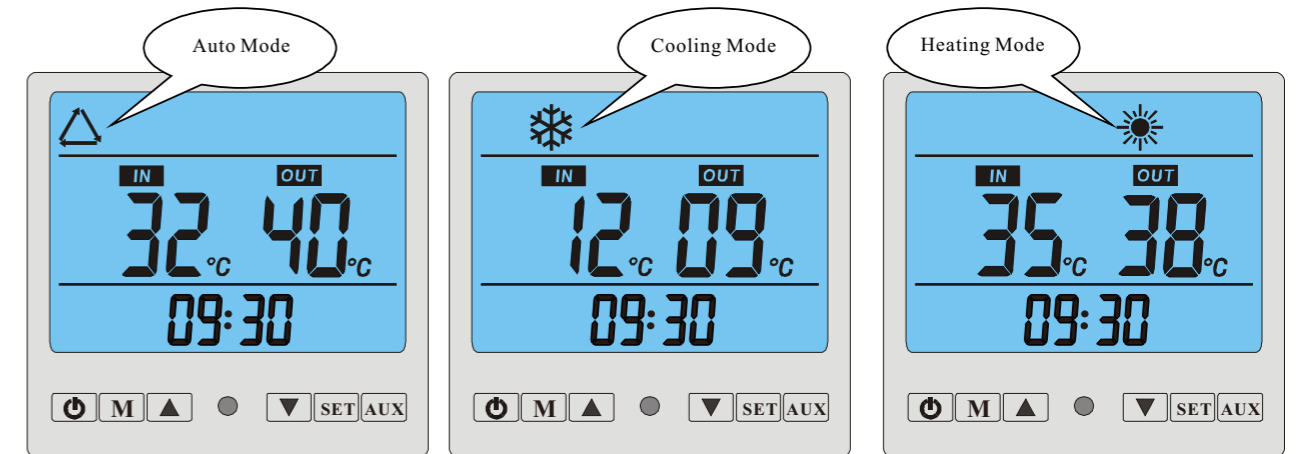 Auto Mode
IN OUT
32 °C 40 °C
09:30
M SET AUX
Cooling Mode
IN OUT
12 °C 09 °C
09:30
M SET AUX
Heating Mode
IN OUT
35 °C 38 °C
09:30
M SET AUX